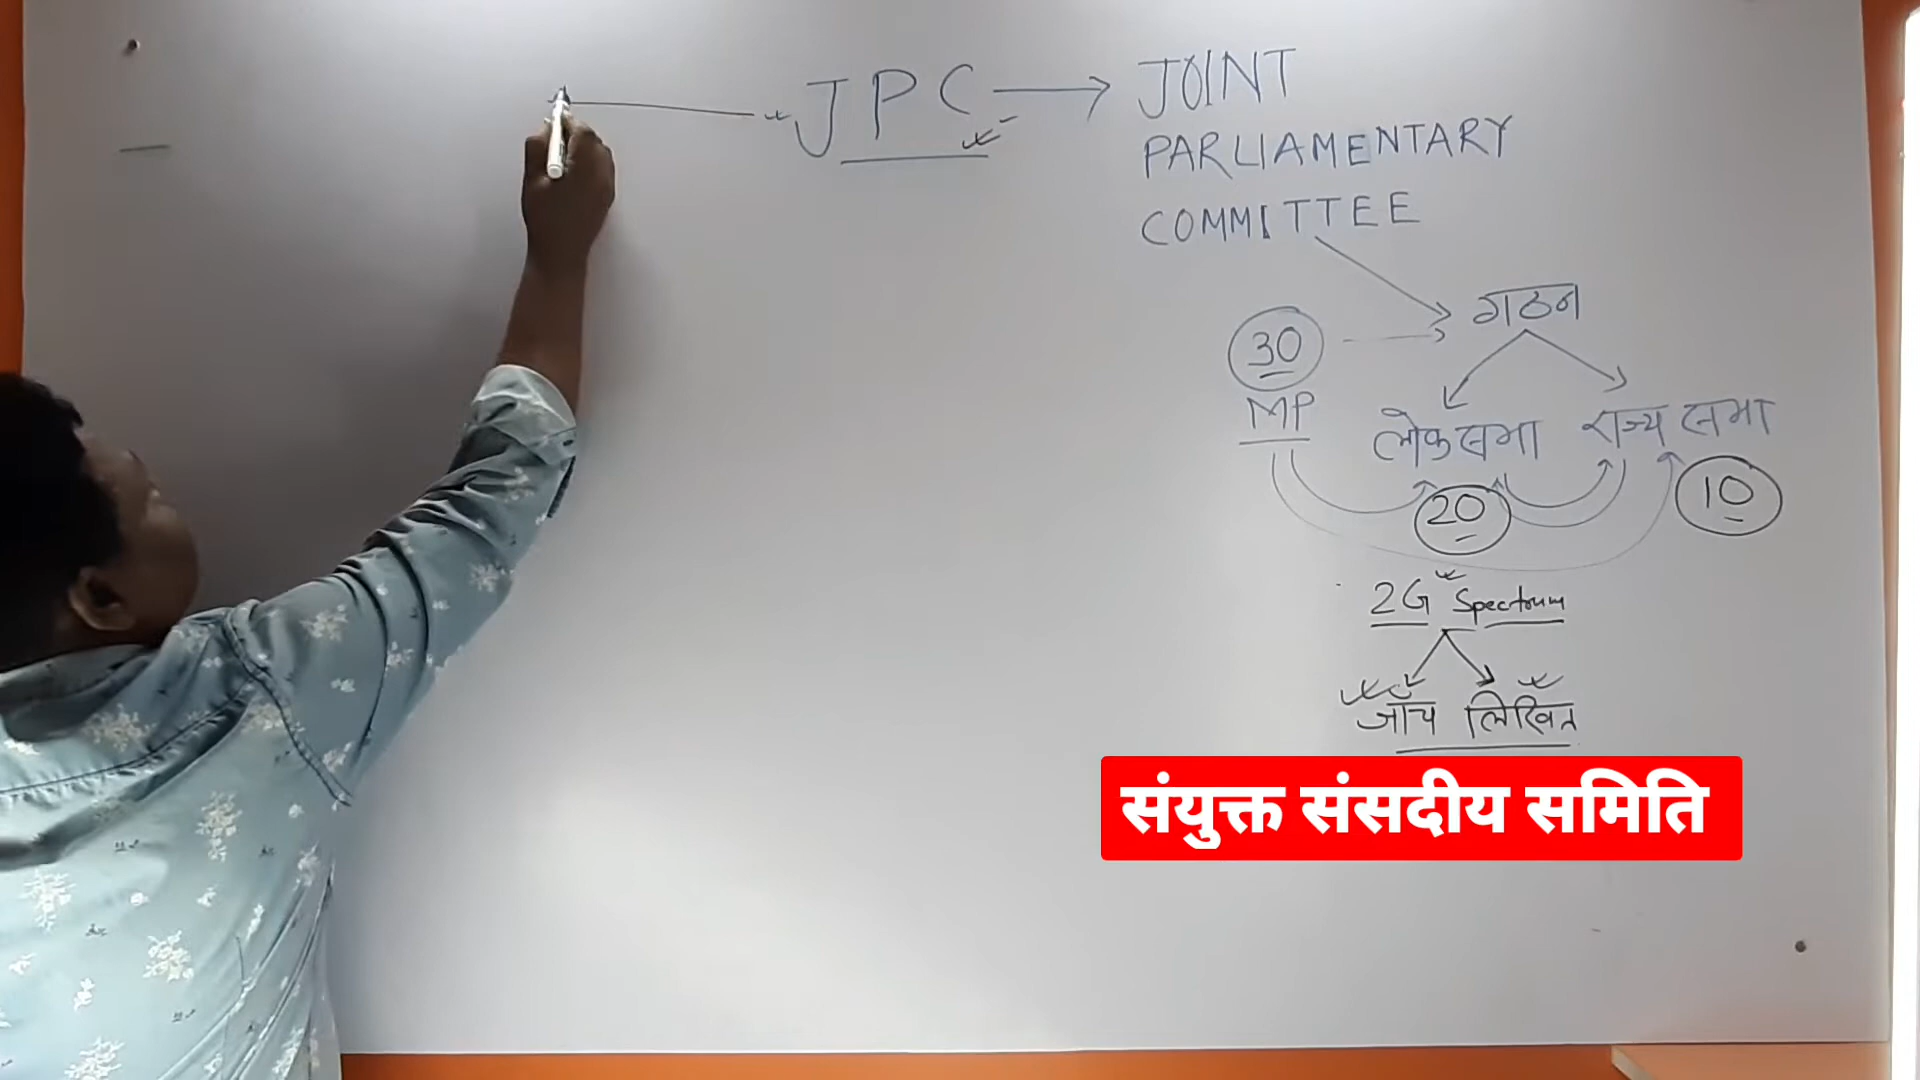 JPC → JOINT
PARLIAMENTARY
COMMITTEE
गठन
30
MP
लोकसभा राज्य सभा
20
10
2G Spectrum
जाँच लिखित
संयुक्त संसदीय समिति